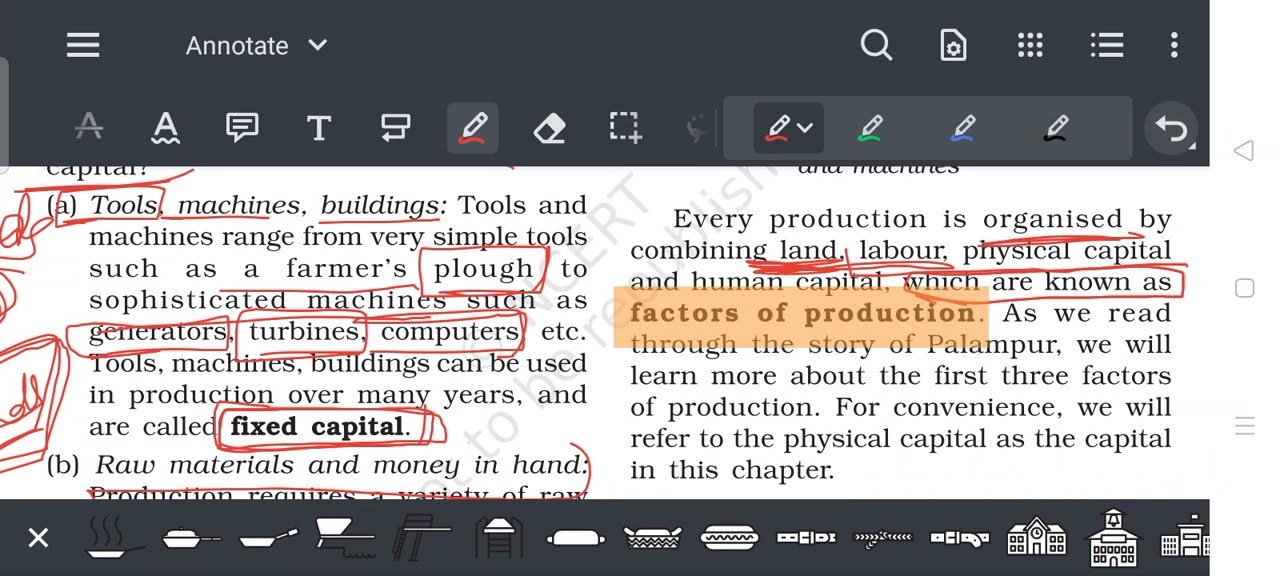 Annotate
capital?
(a) Tools, machines, buildings: Tools and
machines range from very simple tools
such as a farmer's plough to
sophisticated machines such as
generators, turbines, computers, etc.
Tools, machines, buildings can be used
in production over many years, and
are called fixed capital.
(b) Raw materials and money in hand:
Production requires a variety of raw
and machines
Every production is organised by
combining land, labour, physical capital
and human capital, which are known as
factors of production. As we read
through the story of Palampur, we will
learn more about the first three factors
of production. For convenience, we will
refer to the physical capital as the capital
in this chapter.
© NCERT
not to be republished